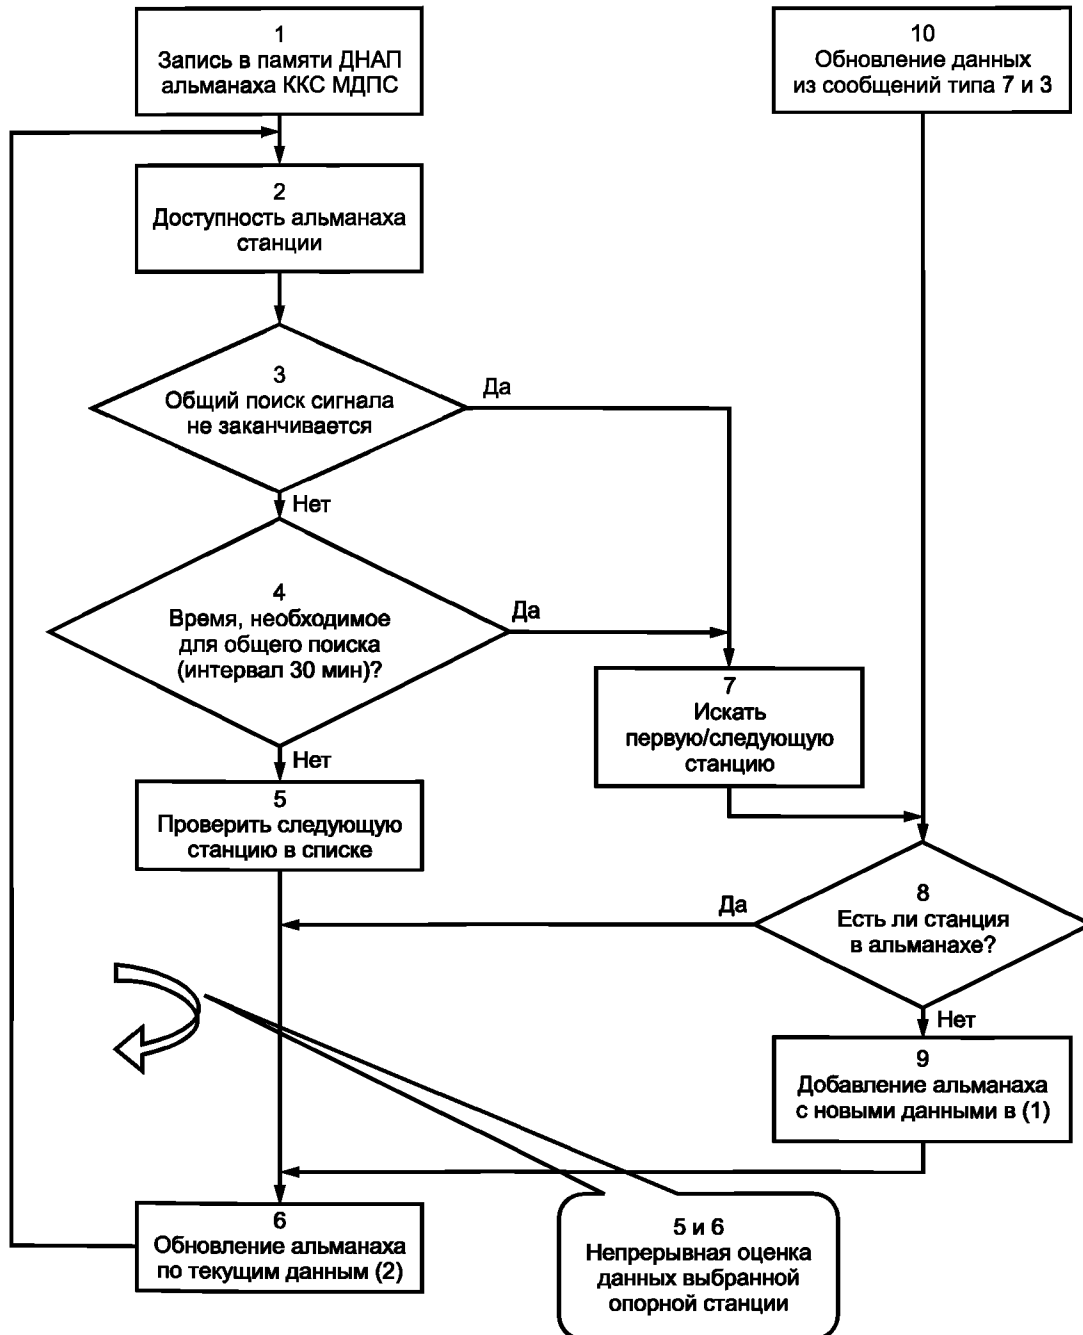 1
Запись в памяти ДНАП
альманаха ККС МДПС
10
Обновление данных
из сообщений типа 7 и 3
2
Доступность альманаха
станции
3
Общий поиск сигнала
не заканчивается
Да
Нет
4
Время, необходимое
для общего поиска
(интервал 30 мин)?
Да
Нет
7
Искать
первую/следующую
станцию
5
Проверить следующую
станцию в списке
8
Есть ли станция
в альманахе?
Да
Нет
9
Добавление альманаха
с новыми данными в (1)
6
Обновление альманаха
по текущим данным (2)
5 и 6
Непрерывная оценка
данных выбранной
опорной станции